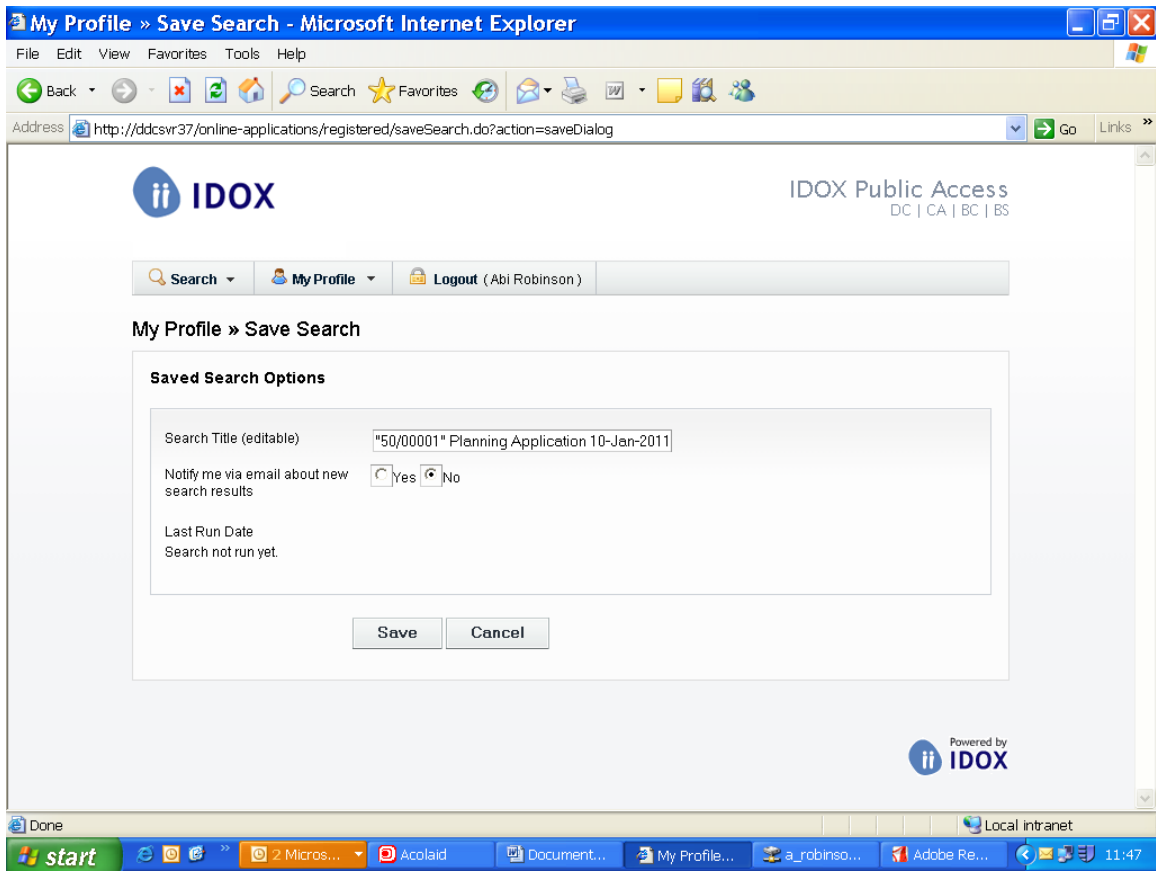 My Profile » Save Search - Microsoft Internet Explorer
File Edit View Favorites Tools Help
Back Search Favorites
Address http://ddcsvr37/online-applications/registered/saveSearch.do?action=saveDialog Go Links »
ii IDOX
IDOX Public Access
DC | CA | BC | BS
Search My Profile Logout ( Abi Robinson )
My Profile » Save Search
Saved Search Options
Search Title (editable) "50/00001" Planning Application 10-Jan-2011
Notify me via email about new Yes No
search results
Last Run Date
Search not run yet.
Save Cancel
Powered by
ii IDOX
Done Local intranet
start » 2 Micros... Acolaid Document... My Profile... a_robinso... Adobe Re... 11:47